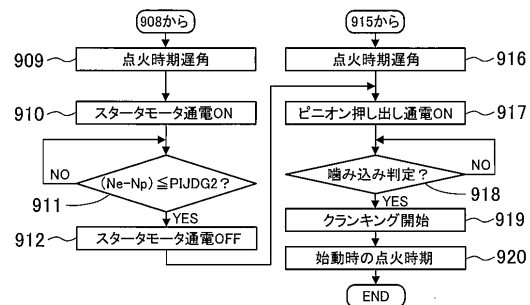 908から
909
点火時期遅角
910
スタータモータ通電ON
NO
(Ne-Np)≦PIJDG2?
911
YES
912
スタータモータ通電OFF
915から
点火時期遅角
916
ピニオン押し出し通電ON
917
噛み込み判定?
NO
918
YES
クランキング開始
919
始動時の点火時期
920
END